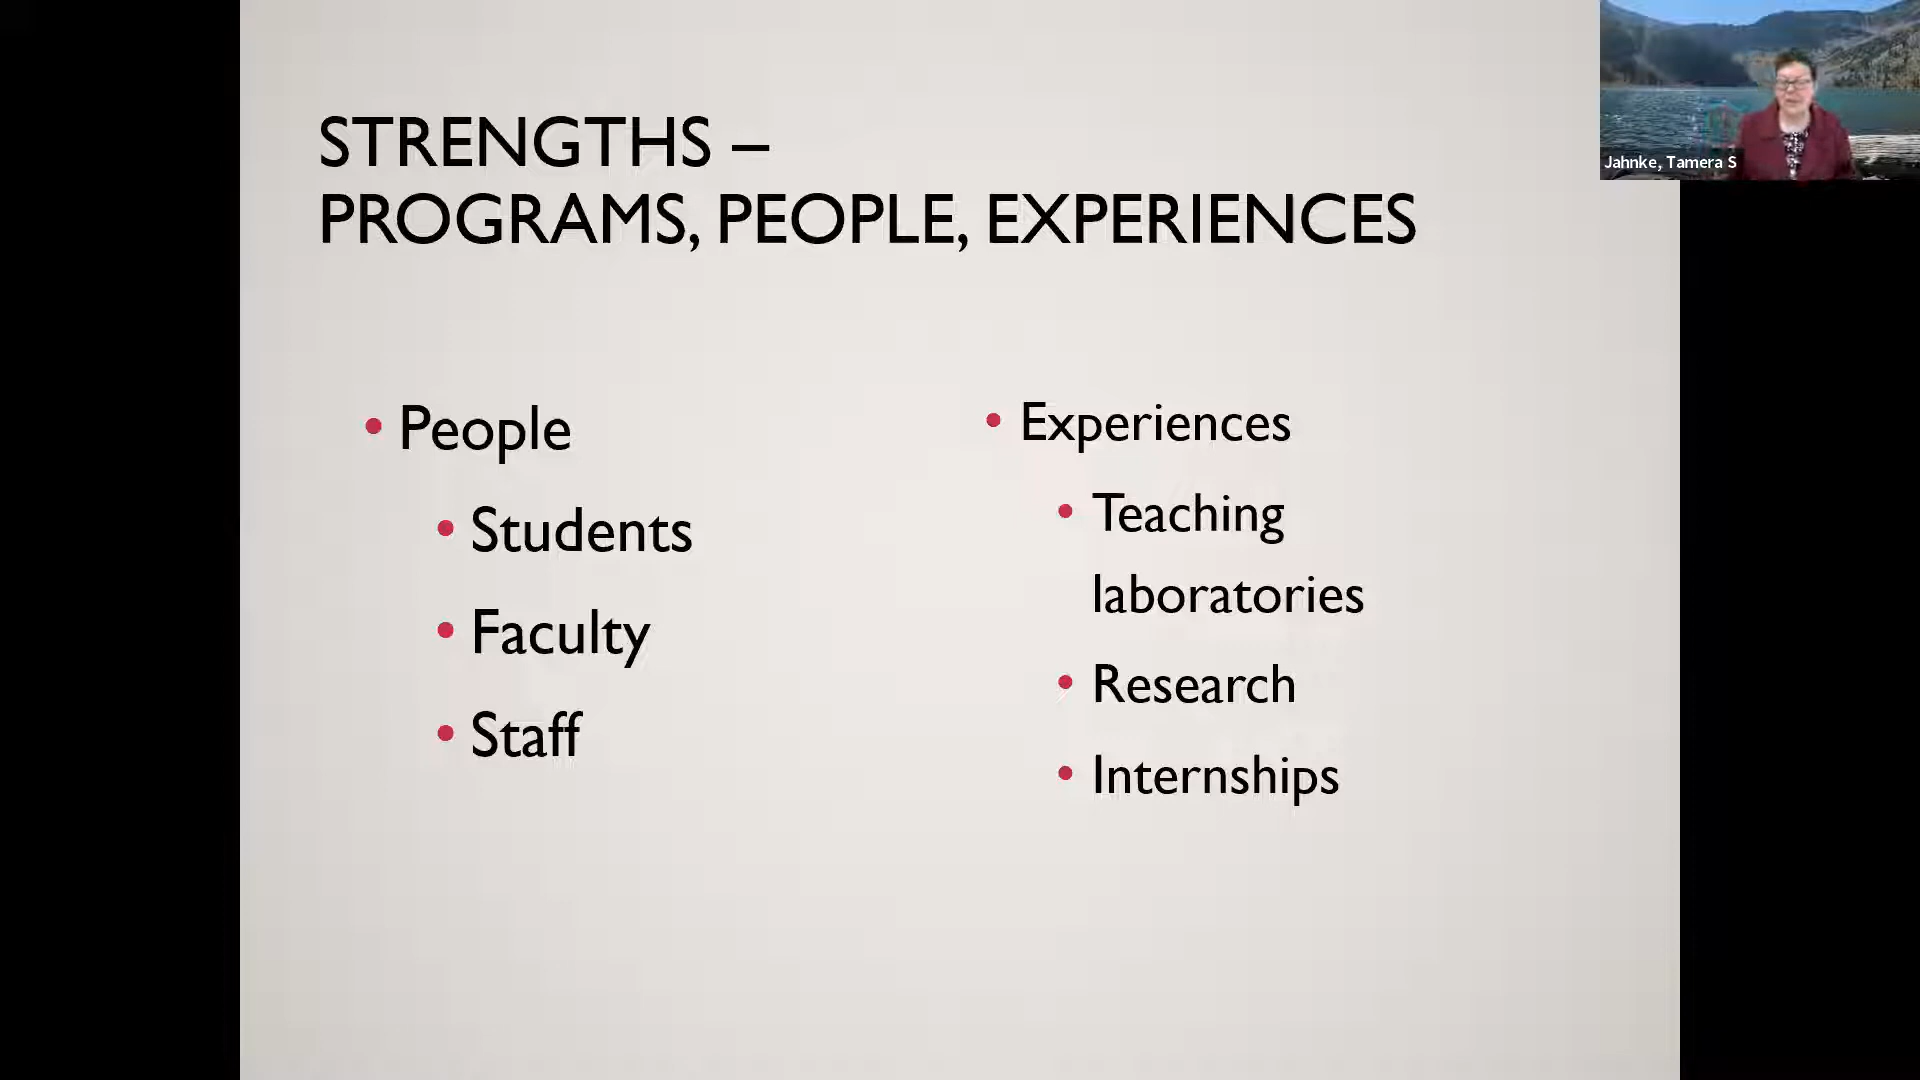 STRENGTHS –
PROGRAMS, PEOPLE, EXPERIENCES
• People
• Students
• Faculty
• Staff
• Experiences
• Teaching
laboratories
• Research
• Internships
Jahnke, Tamera S